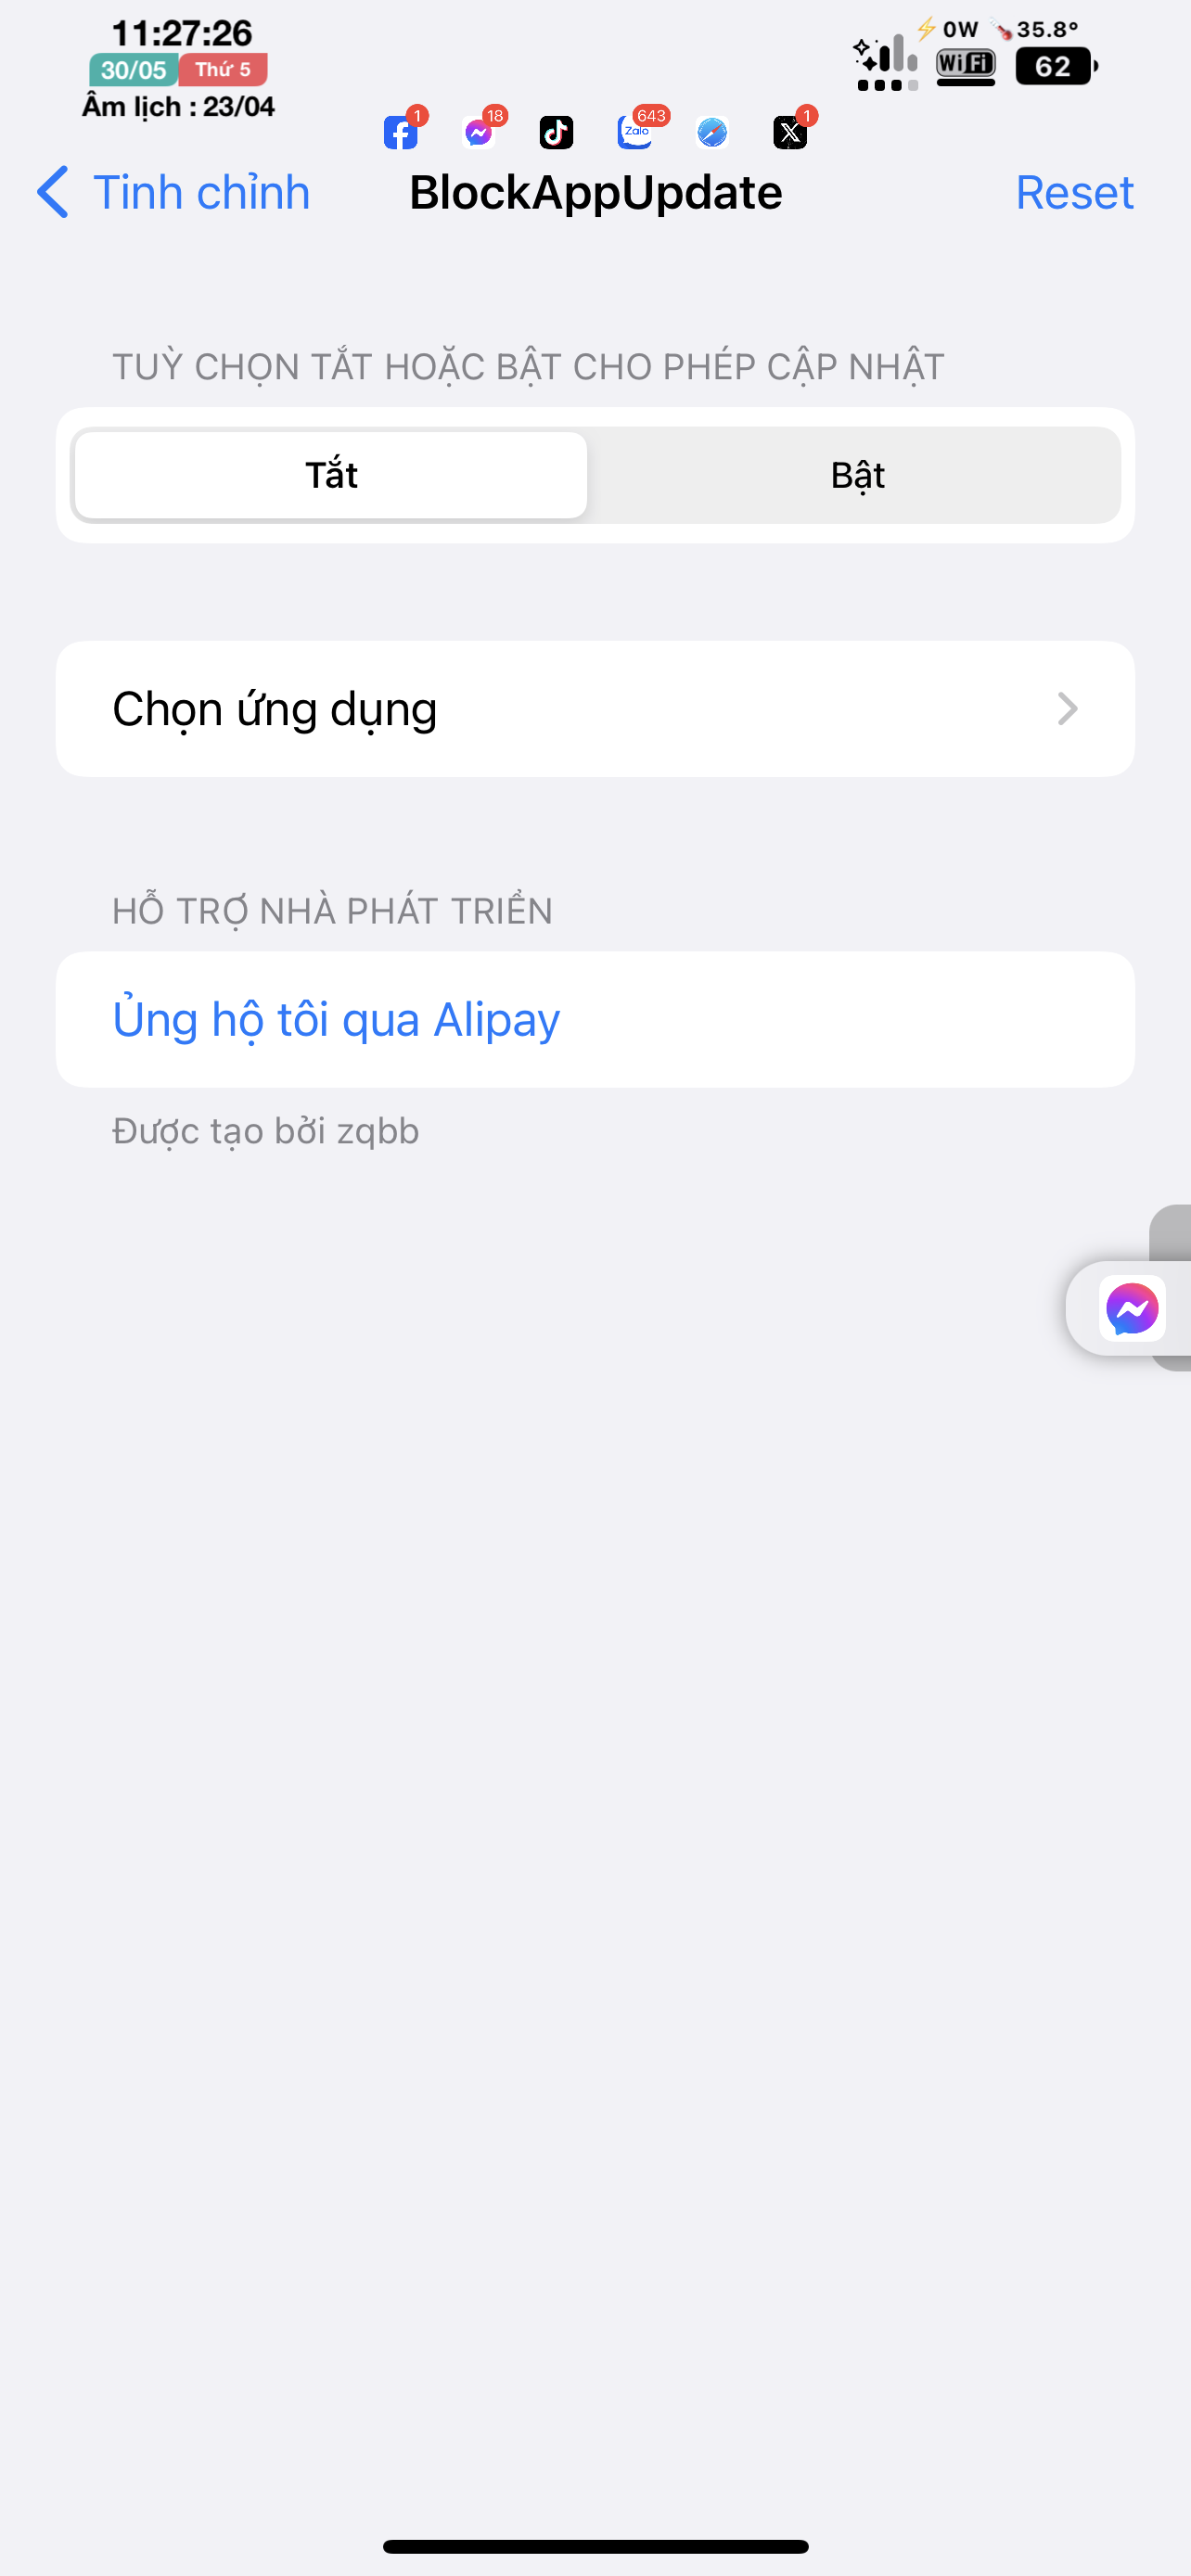 11:27:26
30/05 Thứ 5
Âm lịch : 23/04
0W 35.8°
WiFi 62
1 18 643 1
Zalo
Tinh chỉnh BlockAppUpdate Reset
TUỲ CHỌN TẮT HOẶC BẬT CHO PHÉP CẬP NHẬT
Tắt Bật
Chọn ứng dụng
HỖ TRỢ NHÀ PHÁT TRIỂN
Ủng hộ tôi qua Alipay
Được tạo bởi zqbb